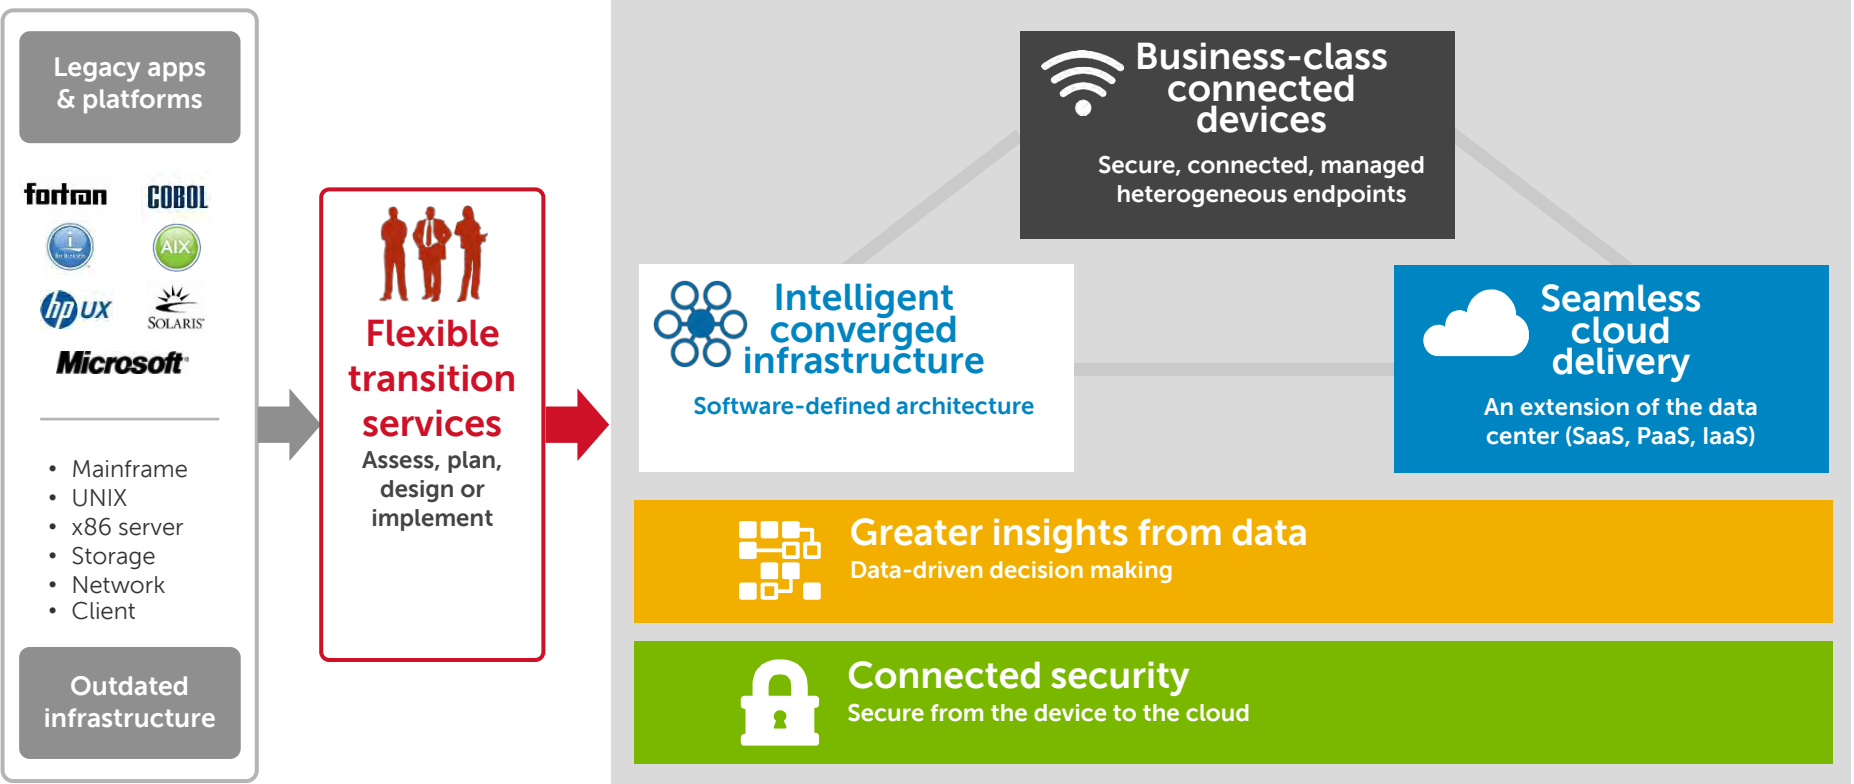 Legacy apps
& platforms
fortran
COBOL
i
AIX
hp UX
SOLARIS
Microsoft
• Mainframe
• UNIX
• x86 server
• Storage
• Network
• Client
Outdated
infrastructure
Flexible
transition
services
Assess, plan,
design or
implement
Business-class
connected
devices
Secure, connected, managed
heterogeneous endpoints
Intelligent
converged
infrastructure
Software-defined architecture
Seamless
cloud
delivery
An extension of the data
center (SaaS, PaaS, IaaS)
Greater insights from data
Data-driven decision making
Connected security
Secure from the device to the cloud